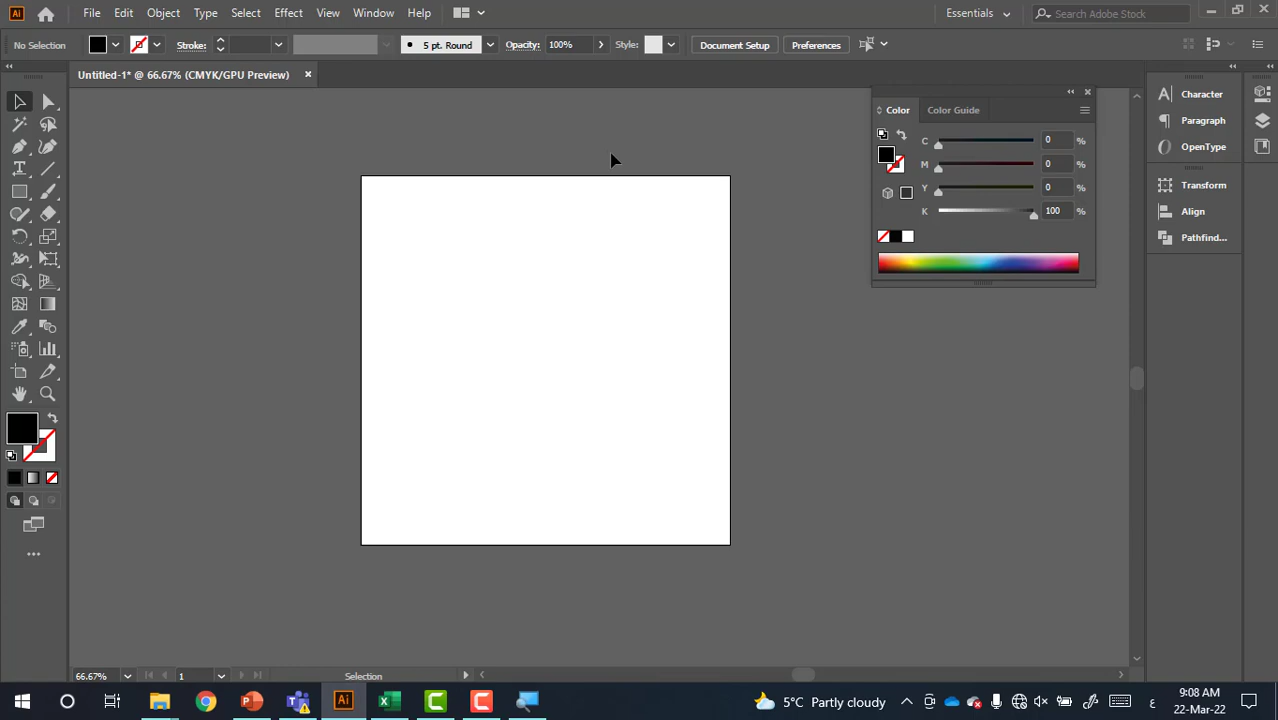 Ai File Edit Object Type Select Effect View Window Help Essentials Search Adobe Stock
No Selection Stroke: 5 pt. Round Opacity: 100% Style: Document Setup Preferences
Untitled-1* @ 66.67% (CMYK/GPU Preview)
Color Color Guide
C 0 %
M 0 %
Y 0 %
K 100 %
Character
Paragraph
OpenType
Transform
Align
Pathfin...
66.67% 1 Selection
5°C Partly cloudy ع 9:08 AM
22-Mar-22